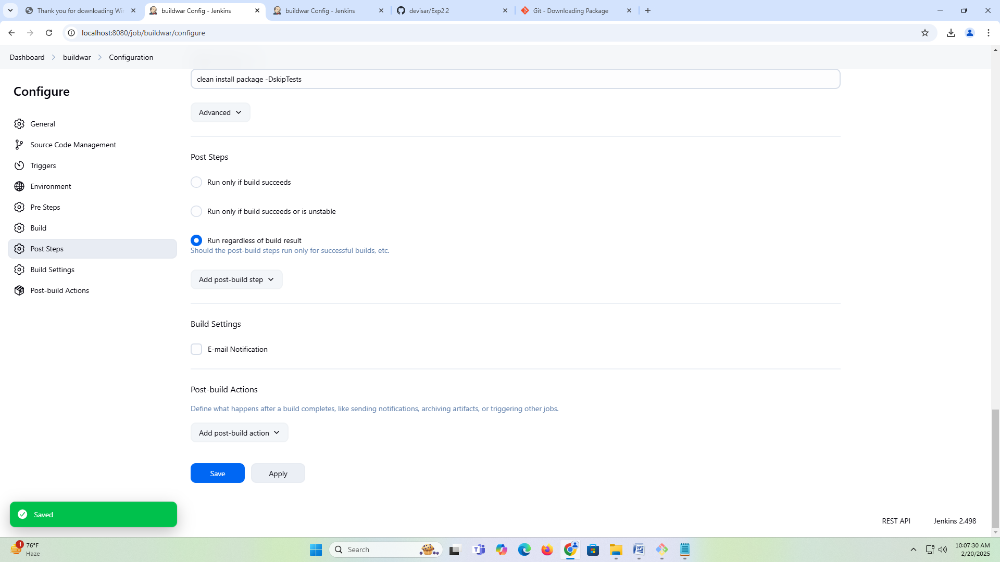 Thank you for downloading Wi
buildwar Config - Jenkins
buildwar Config - Jenkins
devisar/Exp2.2
Git - Downloading Package
localhost:8080/job/buildwar/configure
Dashboard
buildwar
Configuration
Configure
General
Source Code Management
Triggers
Environment
Pre Steps
Build
Post Steps
Build Settings
Post-build Actions
clean install package -DskipTests
Advanced
Post Steps
Run only if build succeeds
Run only if build succeeds or is unstable
Run regardless of build result
Should the post-build steps run only for successful builds, etc.
Add post-build step
Build Settings
E-mail Notification
Post-build Actions
Define what happens after a build completes, like sending notifications, archiving artifacts, or triggering other jobs.
Add post-build action
Save
Apply
Saved
REST API
Jenkins 2.498
1
76°F
Haze
Search
10:07:30 AM
2/20/2025